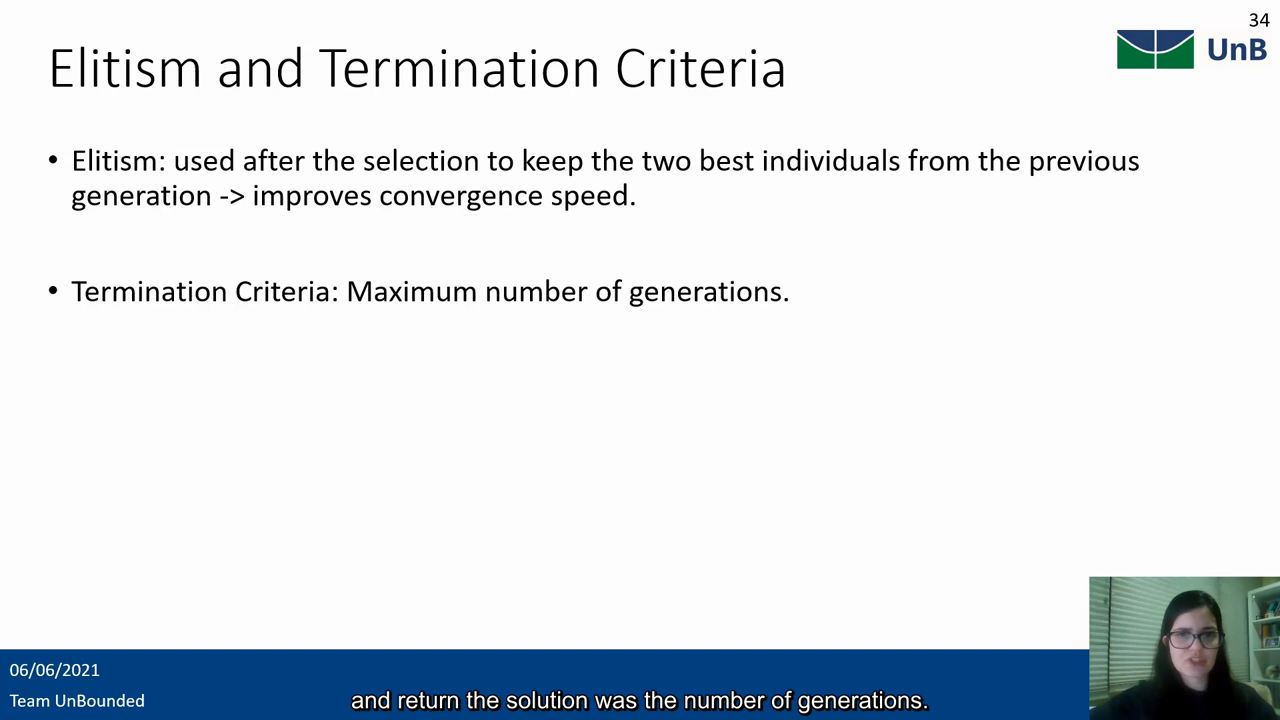 34
UnB
Elitism and Termination Criteria
• Elitism: used after the selection to keep the two best individuals from the previous
generation -> improves convergence speed.
• Termination Criteria: Maximum number of generations.
06/06/2021
Team UnBounded
and return the solution was the number of generations.